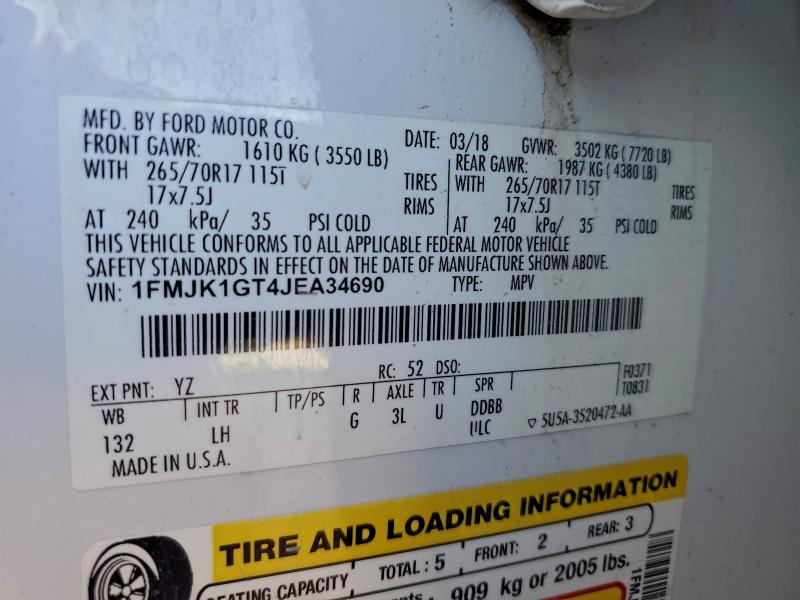 MFD. BY FORD MOTOR CO. DATE: 03/18 GVWR: 3502 KG ( 7720 LB)
FRONT GAWR: 1610 KG ( 3550 LB) REAR GAWR: 1987 KG ( 4380 LB)
WITH 265/70R17 115T TIRES WITH 265/70R17 115T TIRES
17x7.5J RIMS 17x7.5J RIMS
AT 240 kPa/ 35 PSI COLD AT 240 kPa/ 35 PSI COLD
THIS VEHICLE CONFORMS TO ALL APPLICABLE FEDERAL MOTOR VEHICLE
SAFETY STANDARDS IN EFFECT ON THE DATE OF MANUFACTURE SHOWN ABOVE.
VIN: 1FMJK1GT4JEA34690 TYPE: MPV
EXT PNT: YZ RC: 52 DSO: F0371
T0831
WB INT TR TP/PS R AXLE TR SPR
132 LH G 3L U DDBB
5U5A-3520472-AA
MADE IN U.S.A.
TIRE AND LOADING INFORMATION
SEATING CAPACITY TOTAL : 5 FRONT: 2 REAR: 3
909 kg or 2005 lbs.